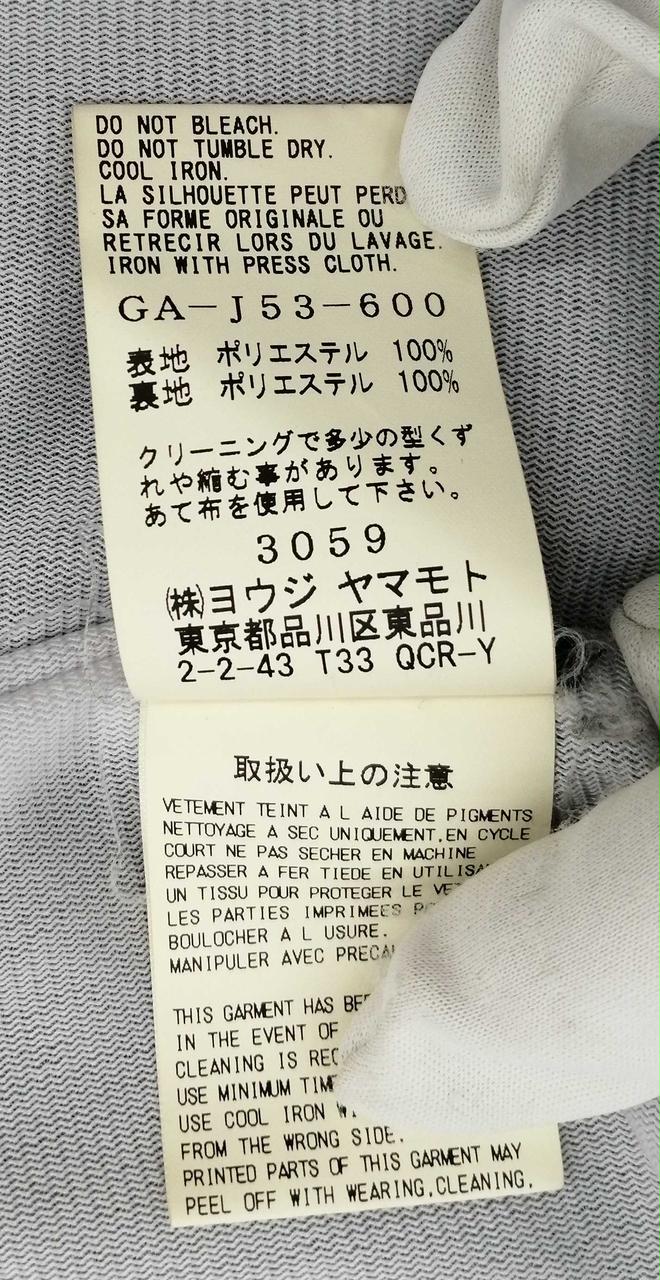 DO NOT BLEACH.
DO NOT TUMBLE DRY.
COOL IRON.
LA SILHOUETTE PEUT
SA FORME ORIGINALE OU
RETRECIR LORS DU LAVAGE.
IRON WITH PRESS CLOTH.
GA-J53-600
表地 ポリエステル 100%
裏地 ポリエステル 100%
クリーニングで多少の型くず
れや縮む事があります。
あて布を使用して下さい。
3059
㈱ヨウジ ヤマモト
東京都品川区東品川
2-2-43 T33 QCR-Y
取扱い上の注意
VETEMENT TEINT A L AIDE DE PIGMENTS
NETTOYAGE A SEC UNIQUEMENT,EN CYCLE
COURT NE PAS SECHER EN MACHINE
REPASSER A FER TIEDE EN
UN TISSU POUR PROTEGER LE
LES PARTIES IMPRIMEES
BOULOCHER A L USURE.
MANIPULER AVEC
THIS GARMENT HAS
IN THE EVENT OF
CLEANING IS
USE MINIMUM
USE COOL IRON
FROM THE WRONG SIDE.
PRINTED PARTS OF THIS GARMENT MAY
PEEL OFF WITH WEARING,CLEANING,